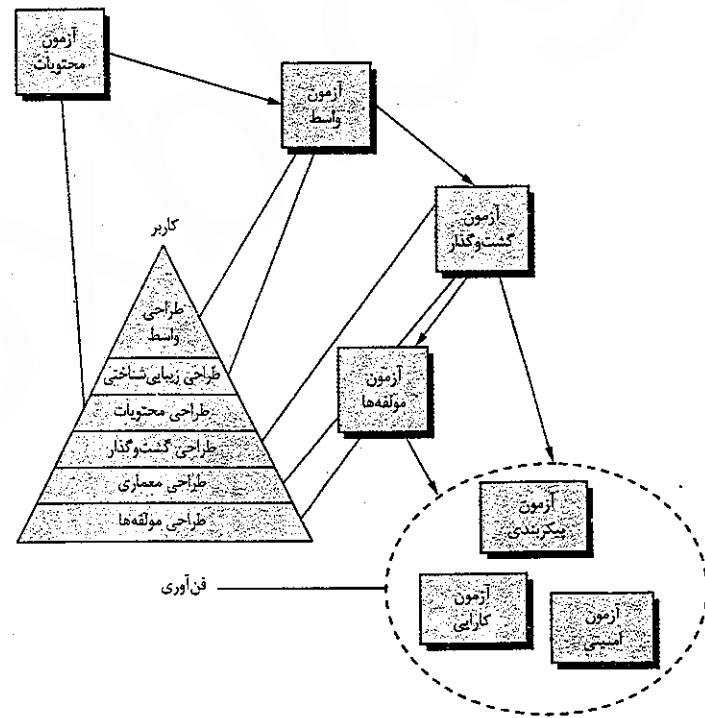 آزمون
محتویات
آزمون
واسط
آزمون
گشت‌وگذار
کاربر
طراحی
واسط
طراحی زیبایی‌شناختی
طراحی محتویات
طراحی گشت‌وگذار
طراحی معماری
طراحی مولفه‌ها
آزمون
مولفه‌ها
آزمون
پیکربندی
فن‌آوری
آزمون
کارایی
آزمون
امنیتی